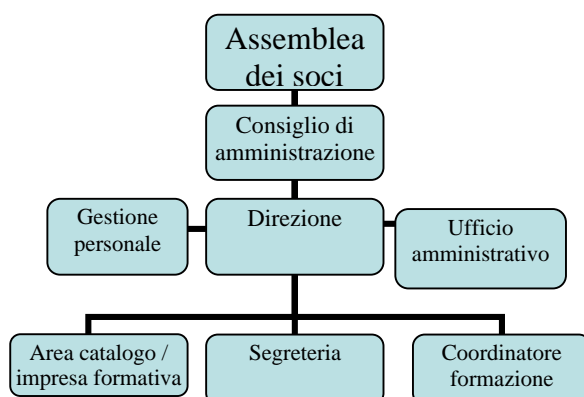 Assemblea
dei soci
Consiglio di
amministrazione
Gestione
personale
Direzione
Ufficio
amministrativo
Area catalogo /
impresa formativa
Segreteria
Coordinatore
formazione